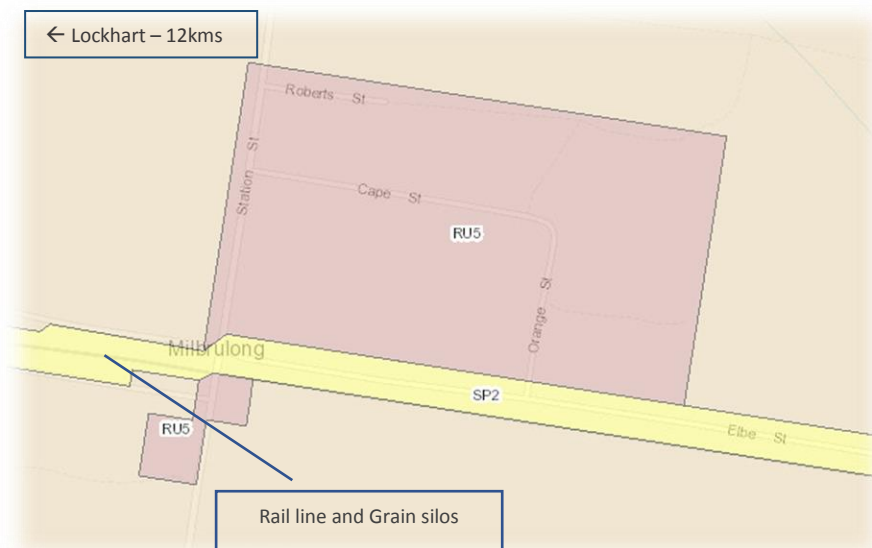 ← Lockhart – 12kms
Roberts St
Station St
Cape St
RU5
Orange St
Milbrulong
SP2
Elbe St
RU5
Rail line and Grain silos